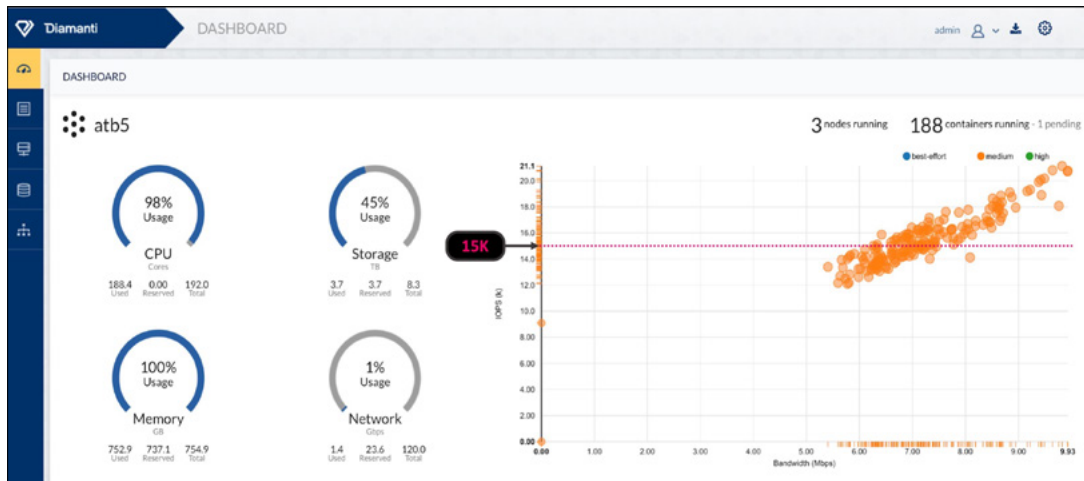 Diamanti DASHBOARD admin
DASHBOARD
atb5
3 nodes running 188 containers running - 1 pending
best-effort medium high
98%
Usage
CPU
Cores
188.4 0.00 192.0
Used Reserved Total
45%
Usage
Storage
TB
3.7 3.7 8.3
Used Reserved Total
100%
Usage
Memory
GB
752.9 737.1 754.9
Used Reserved Total
1%
Usage
Network
Gbps
1.4 23.6 120.0
Used Reserved Total
15K
IOPS (k)
21.5
20.0
18.0
16.0
14.0
12.0
10.0
8.00
6.00
4.00
2.00
0.00
0.00 1.00 2.00 3.00 4.00 5.00 6.00 7.00 8.00 9.00 9.93
Bandwidth (Mbps)